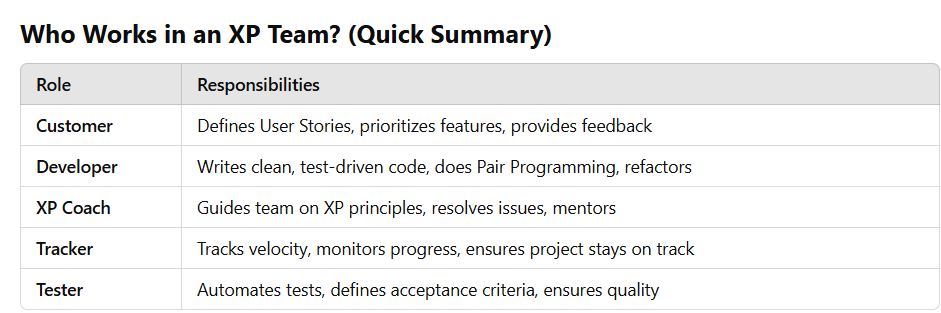 Who Works in an XP Team? (Quick Summary)
Role Responsibilities
Customer Defines User Stories, prioritizes features, provides feedback
Developer Writes clean, test-driven code, does Pair Programming, refactors
XP Coach Guides team on XP principles, resolves issues, mentors
Tracker Tracks velocity, monitors progress, ensures project stays on track
Tester Automates tests, defines acceptance criteria, ensures quality